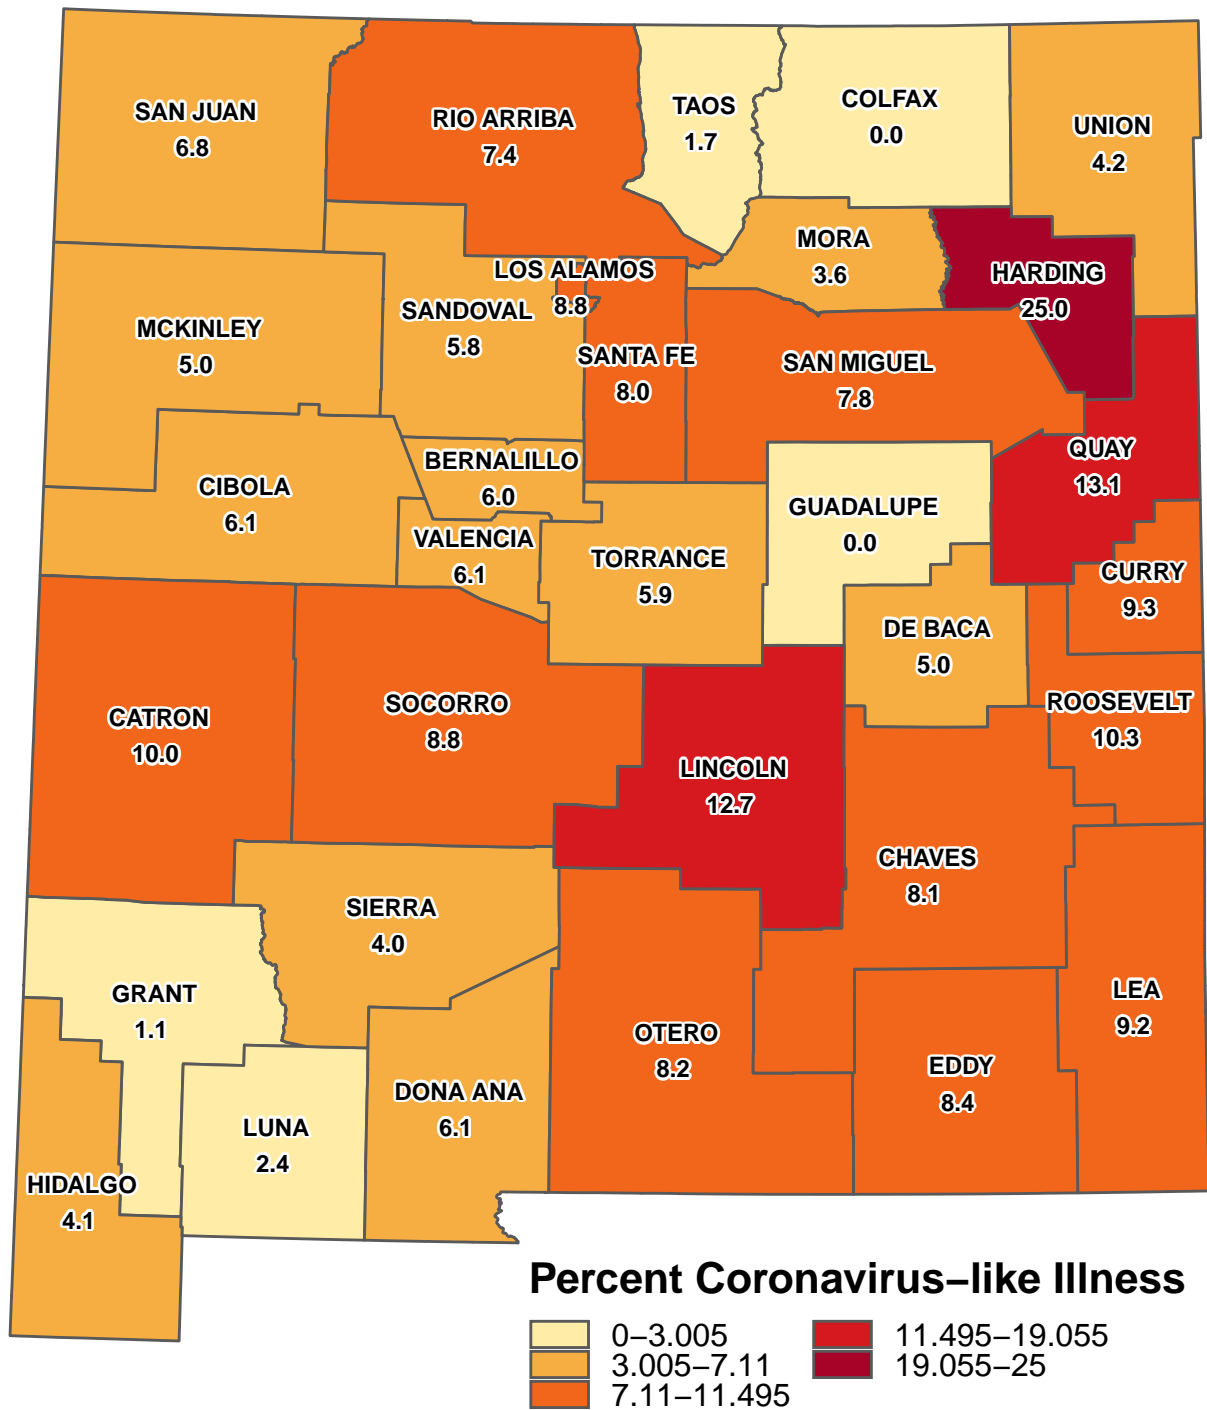 SAN JUAN
6.8
RIO ARRIBA
7.4
TAOS
1.7
COLFAX
0.0
UNION
4.2
MORA
3.6
HARDING
25.0
LOS ALAMOS
8.8
SANDOVAL
5.8
MCKINLEY
5.0
SANTA FE
8.0
SAN MIGUEL
7.8
QUAY
13.1
BERNALILLO
6.0
CIBOLA
6.1
GUADALUPE
0.0
VALENCIA
6.1
TORRANCE
5.9
CURRY
9.3
DE BACA
5.0
CATRON
10.0
SOCORRO
8.8
ROOSEVELT
10.3
LINCOLN
12.7
CHAVES
8.1
SIERRA
4.0
GRANT
1.1
LEA
9.2
OTERO
8.2
EDDY
8.4
DONA ANA
6.1
LUNA
2.4
HIDALGO
4.1
Percent Coronavirus−like Illness
0−3.005
3.005−7.11
7.11−11.495
11.495−19.055
19.055−25